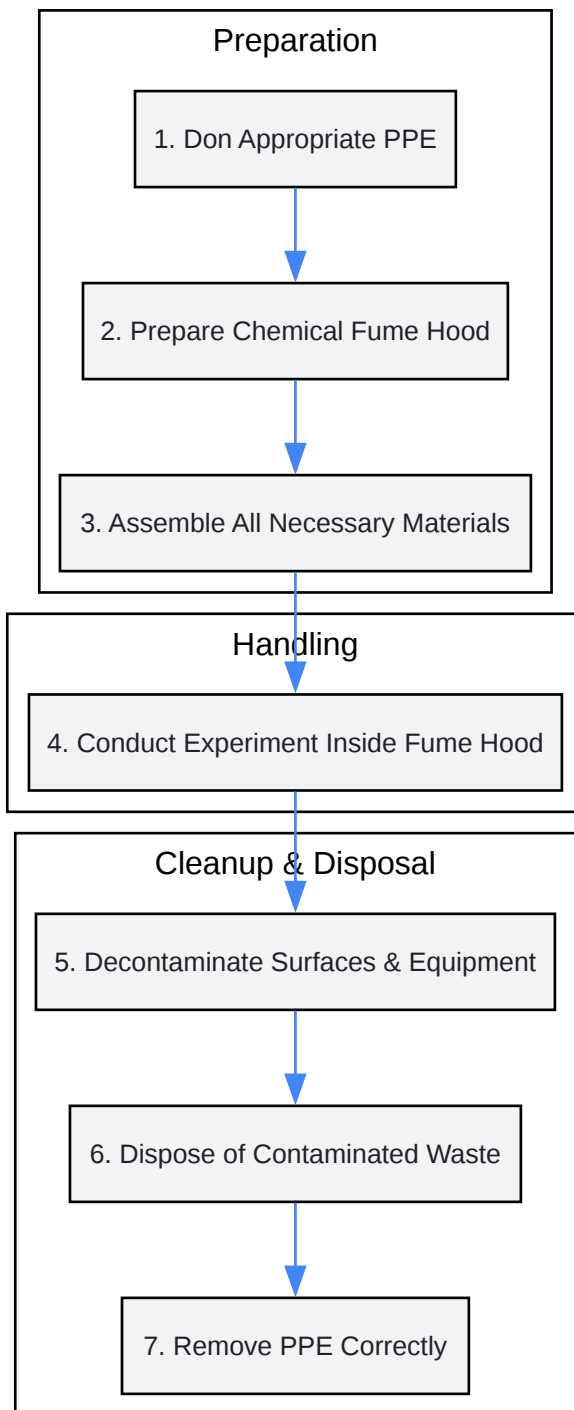 Preparation
1. Don Appropriate PPE
2. Prepare Chemical Fume Hood
3. Assemble All Necessary Materials
Handling
4. Conduct Experiment Inside Fume Hood
Cleanup & Disposal
5. Decontaminate Surfaces & Equipment
6. Dispose of Contaminated Waste
7. Remove PPE Correctly